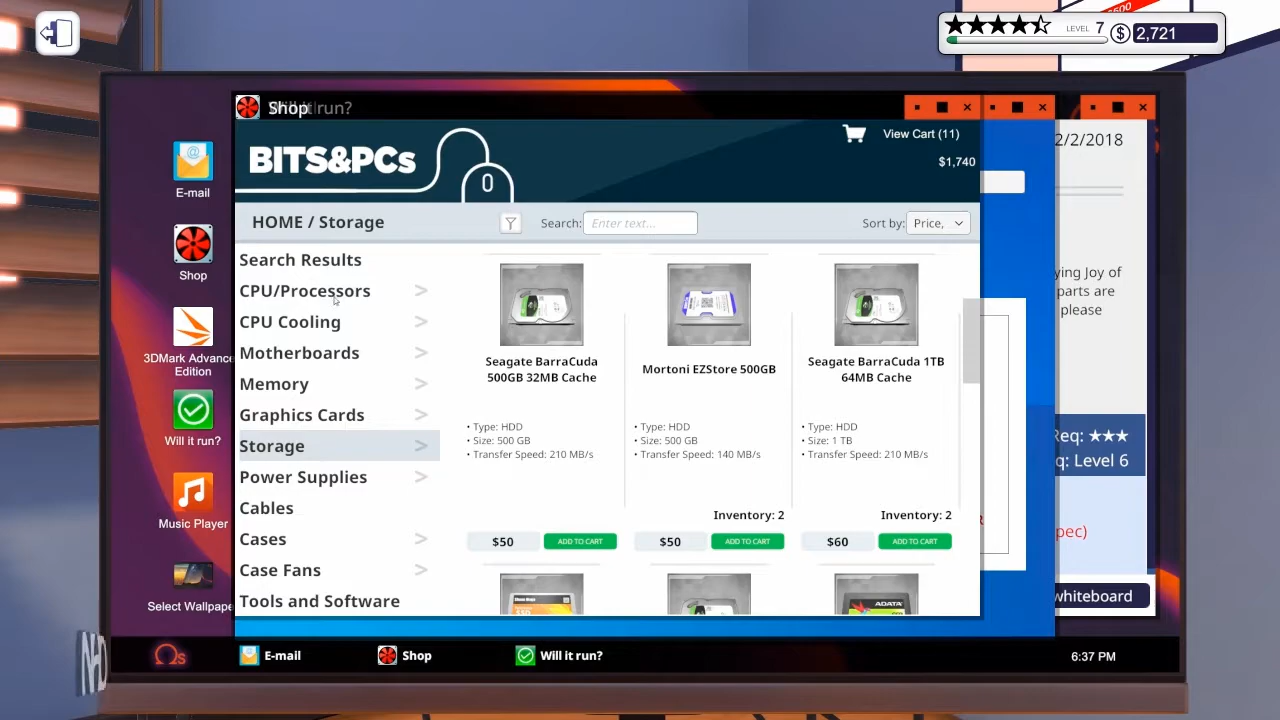 $600
LEVEL 7
$ 2,721
Shop
run?
2/2/2018
BITS&PCs
View Cart (11)
$1,740
HOME / Storage
Search:
Enter text...
Sort by:
Price,
E-mail
Shop
3DMark Advance
Edition
Will it run?
Music Player
Select Wallpape
Search Results
CPU/Processors >
CPU Cooling >
Motherboards
Memory >
Graphics Cards >
Storage >
Power Supplies >
Cables
Cases >
Case Fans >
Tools and Software
Seagate BarraCuda
500GB 32MB Cache
• Type: HDD
• Size: 500 GB
• Transfer Speed: 210 MB/s
$50
ADD TO CART
Mortoni EZStore 500GB
• Type: HDD
• Size: 500 GB
• Transfer Speed: 140 MB/s
Inventory: 2
$50
ADD TO CART
Seagate BarraCuda 1TB
64MB Cache
• Type: HDD
• Size: 1 TB
• Transfer Speed: 210 MB/s
Inventory: 2
$60
ADD TO CART
ADATA
ying Joy of
parts are
please
Req: ★★★
q: Level 6
pec)
whiteboard
Ωs
E-mail
Shop
Will it run?
6:37 PM